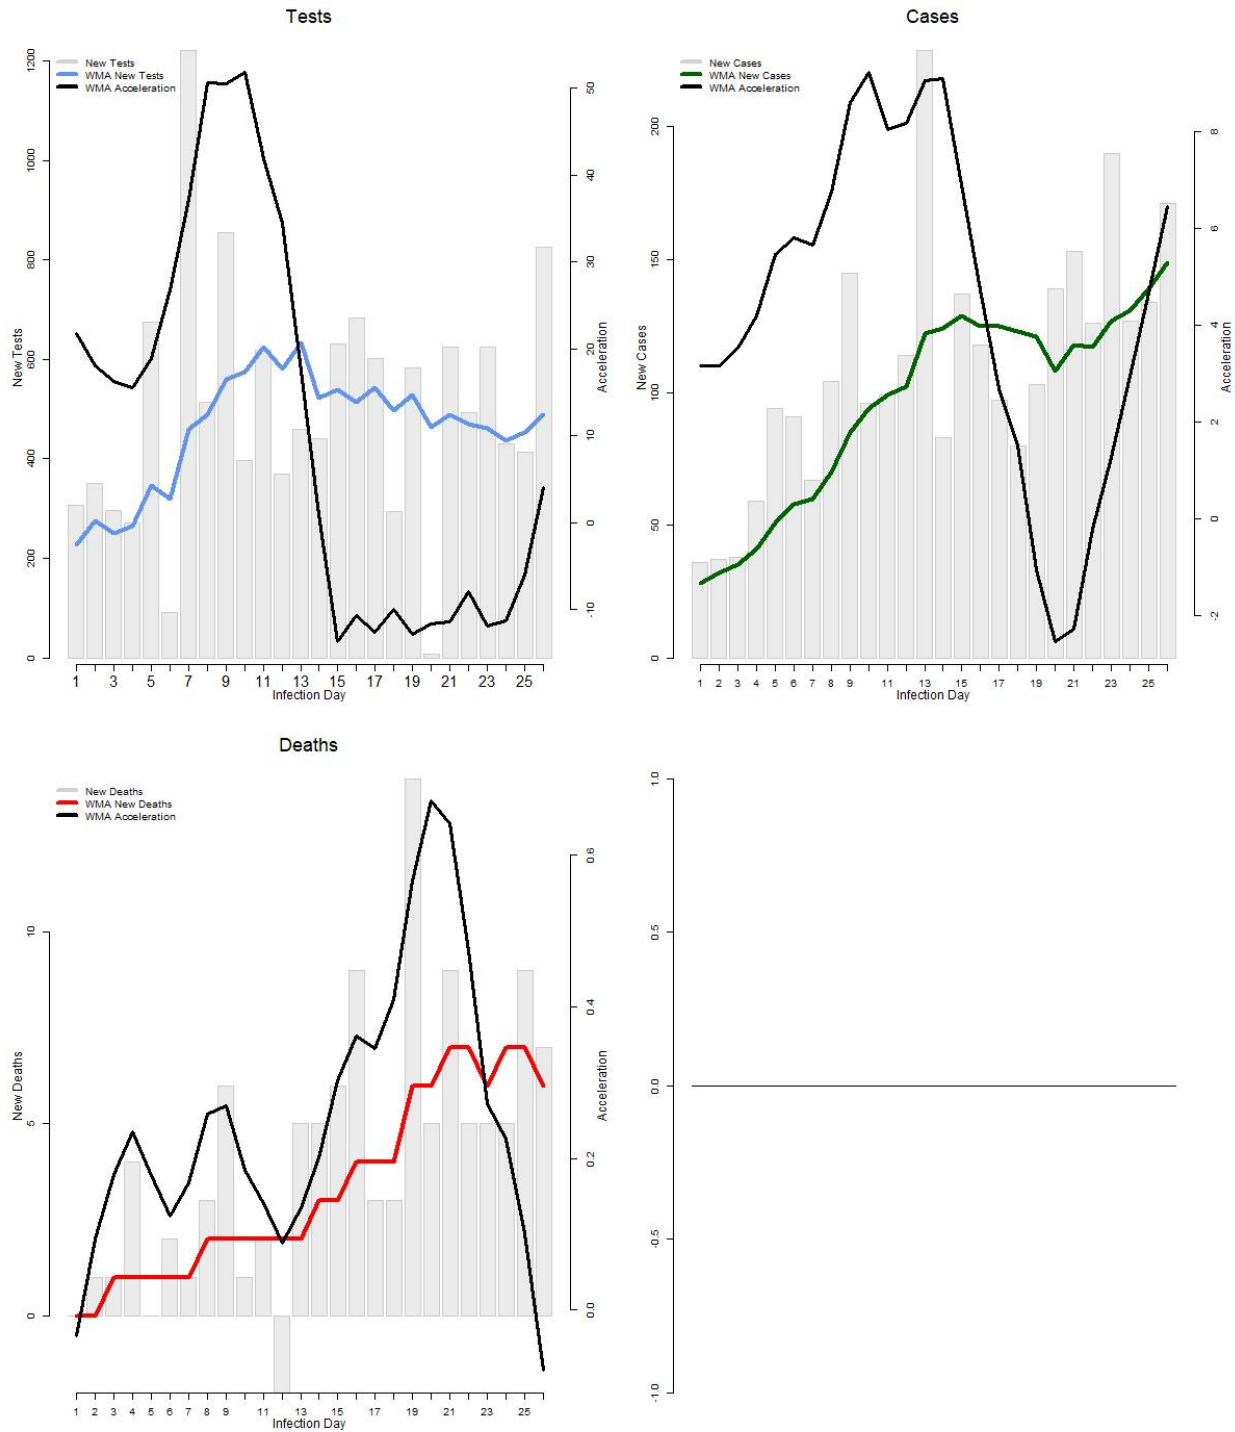 Tests
New Tests
WMA New Tests
WMA Acceleration
New Tests
0 200 400 600 800 1000 1200
Acceleration
-10 0 10 20 30 40 50
1 3 5 7 9 11 13 15 17 19 21 23 25
Infection Day
Cases
New Cases
WMA New Cases
WMA Acceleration
New Cases
0 50 100 150 200
Acceleration
-2 0 2 4 6 8
1 2 3 4 5 6 7 8 9 11 13 15 17 19 21 23 25
Infection Day
Deaths
New Deaths
WMA New Deaths
WMA Acceleration
New Deaths
0 5 10
Acceleration
0.0 0.2 0.4 0.6
1 2 3 4 5 6 7 8 9 11 13 15 17 19 21 23 25
Infection Day
-1.0 -0.5 0.0 0.5 1.0